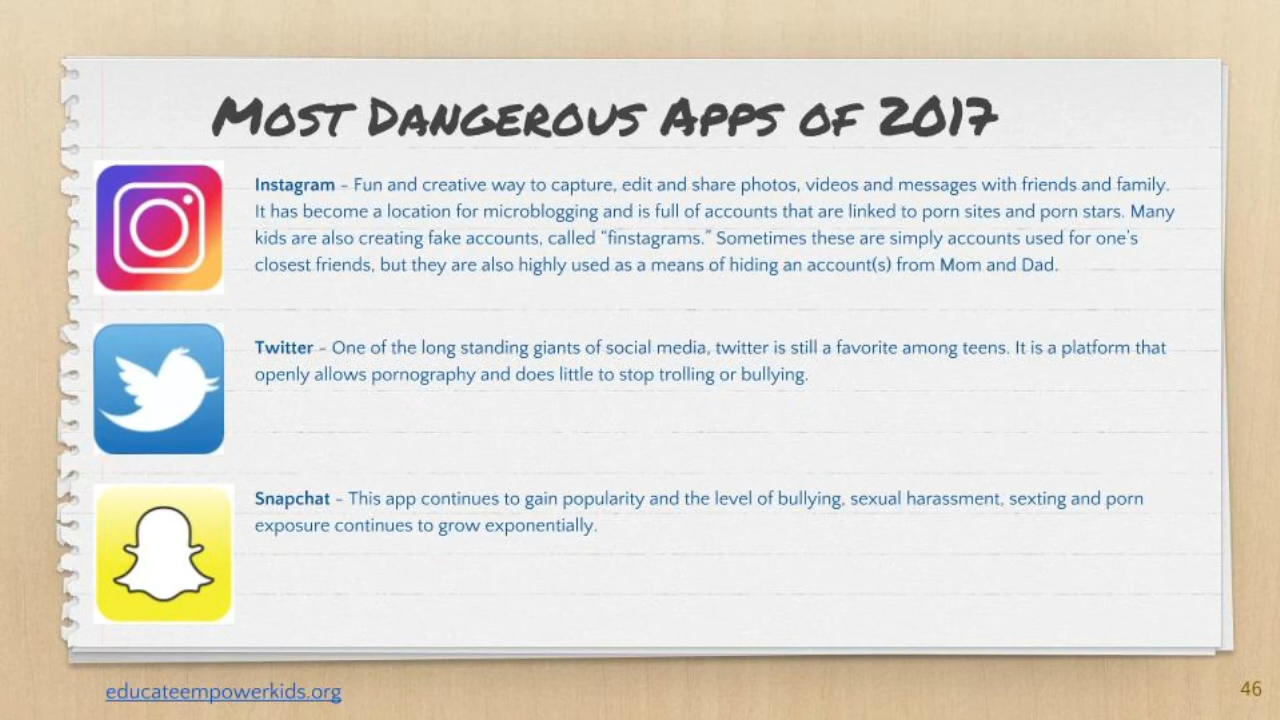 Most Dangerous Apps of 2017
Instagram - Fun and creative way to capture, edit and share photos, videos and messages with friends and family.
It has become a location for microblogging and is full of accounts that are linked to porn sites and porn stars. Many
kids are also creating fake accounts, called “finstagrams.” Sometimes these are simply accounts used for one’s
closest friends, but they are also highly used as a means of hiding an account(s) from Mom and Dad.
Twitter - One of the long standing giants of social media, twitter is still a favorite among teens. It is a platform that
openly allows pornography and does little to stop trolling or bullying.
Snapchat - This app continues to gain popularity and the level of bullying, sexual harassment, sexting and porn
exposure continues to grow exponentially.
educateempowerkids.org
46